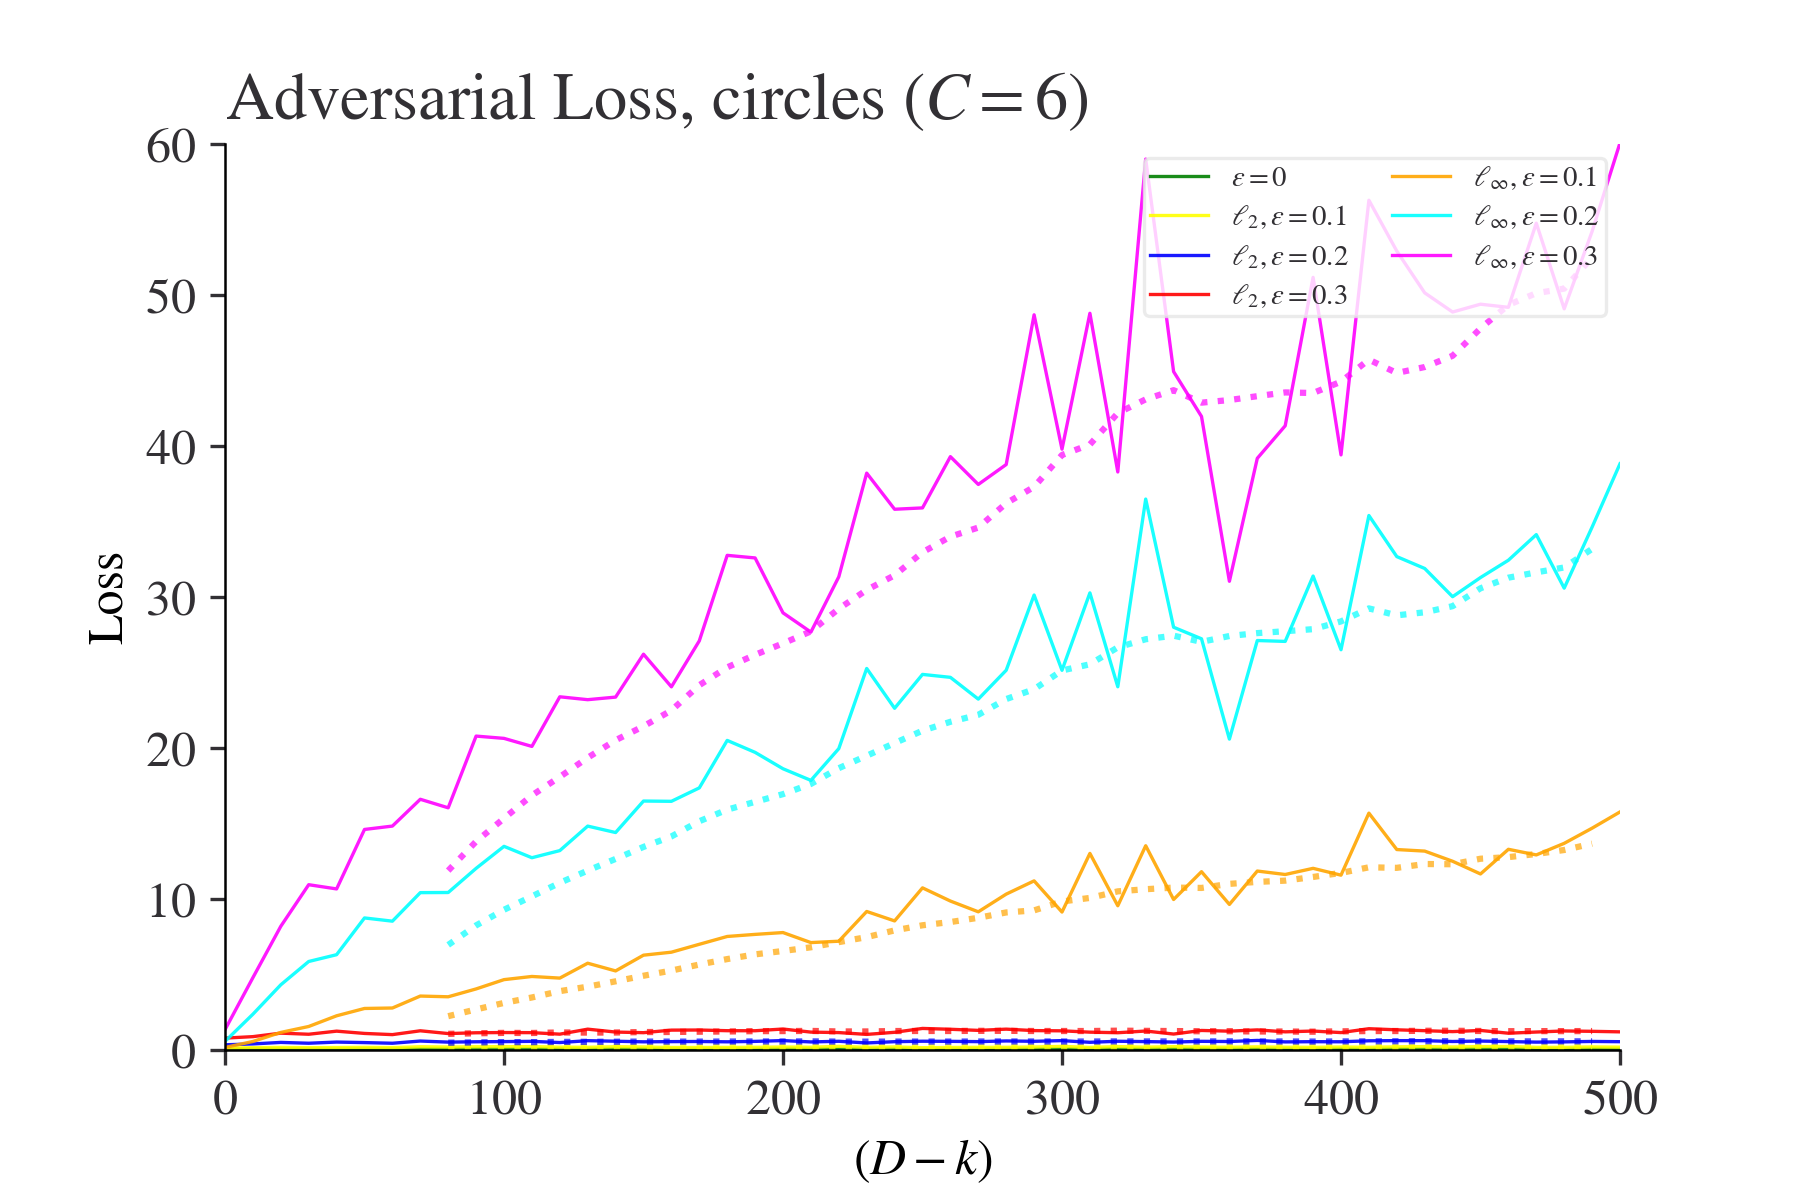 Adversarial Loss, circles (C = 6)
60
50
40
30
20
10
0
Loss
ε = 0
ℓ₂, ε = 0.1
ℓ₂, ε = 0.2
ℓ₂, ε = 0.3
ℓ∞, ε = 0.1
ℓ∞, ε = 0.2
ℓ∞, ε = 0.3
0 100 200 300 400 500
(D − k)